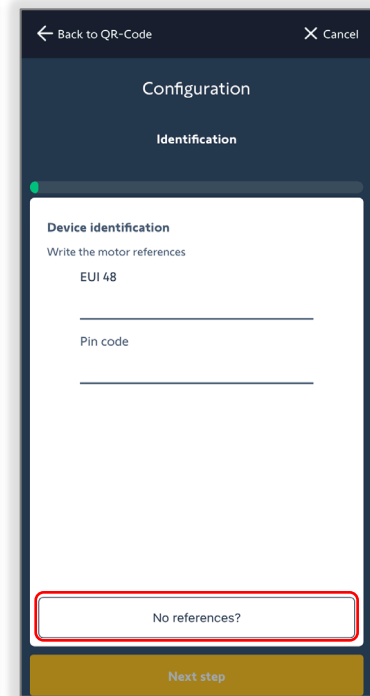 Back to QR-Code
Cancel
Configuration
Identification
Device identification
Write the motor references
EUI 48
Pin code
No references?
Next step